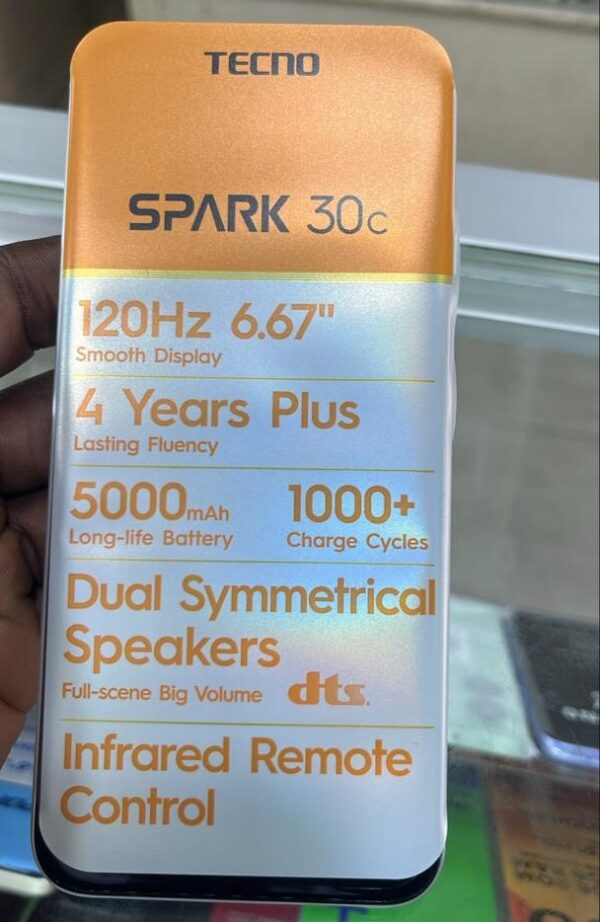 TECNO
SPARK 30c
120Hz 6.67"
Smooth Display
4 Years Plus
Lasting Fluency
5000mAh 1000+
Long-life Battery Charge Cycles
Dual Symmetrical
Speakers
Full-scene Big Volume dts.
Infrared Remote
Control